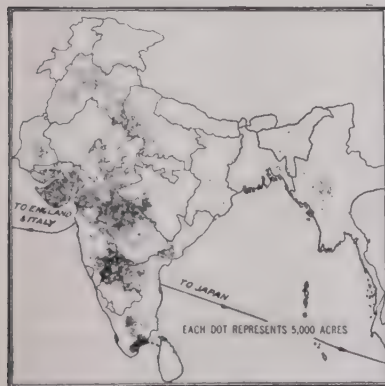 TO ENGLAND
& ITALY
TO JAPAN
EACH DOT REPRESENTS 5,000 ACRES